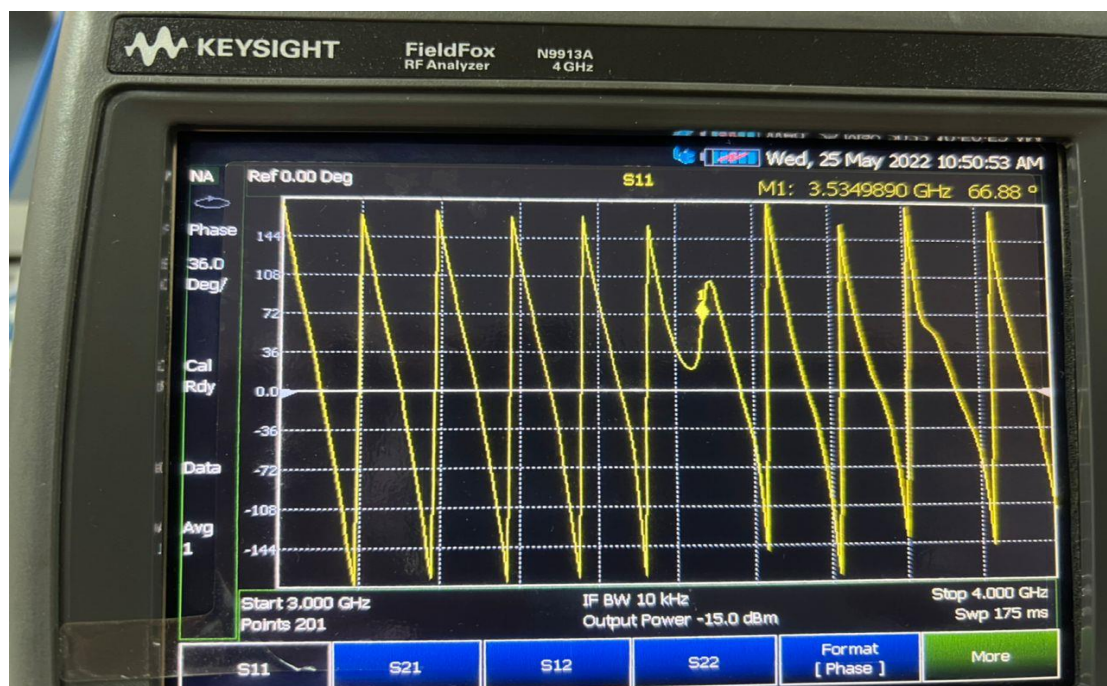 KEYSIGHT
FieldFox
RF Analyzer
N9913A
4 GHz
Wed, 25 May 2022 10:50:53 AM
NA
Ref 0.00 Deg
S11
M1: 3.5349890 GHz 66.88 °
Phase
36.0
Deg/
Cal
Rdy
Data
Avg
1
144
108
72
36
0.0
-36
-72
-108
-144
1
Start 3.000 GHz
IF BW 10 kHz
Stop 4.000 GHz
Points 201
Output Power -15.0 dBm
Swp 175 ms
S11
S21
S12
S22
Format
[ Phase ]
More